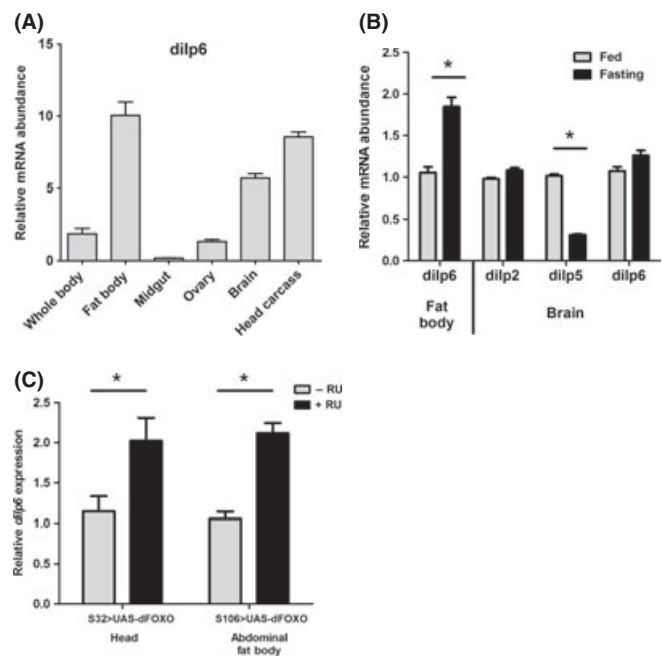 (A)
dilp6
Relative mRNA abundance
15
10
5
0
Whole body
Fat body
Midgut
Ovary
Brain
Head carcass
(B)
Fed
Fasting
Relative mRNA abundance
2.5
2.0
1.5
1.0
0.5
0.0
*
*
dilp6
dilp2
dilp5
dilp6
Fat
body
Brain
(C)
- RU
+ RU
Relative dilp6 expression
2.5
2.0
1.5
1.0
0.5
0.0
*
*
S32>UAS-dFOXO
S106>UAS-dFOXO
Head
Abdominal
fat body